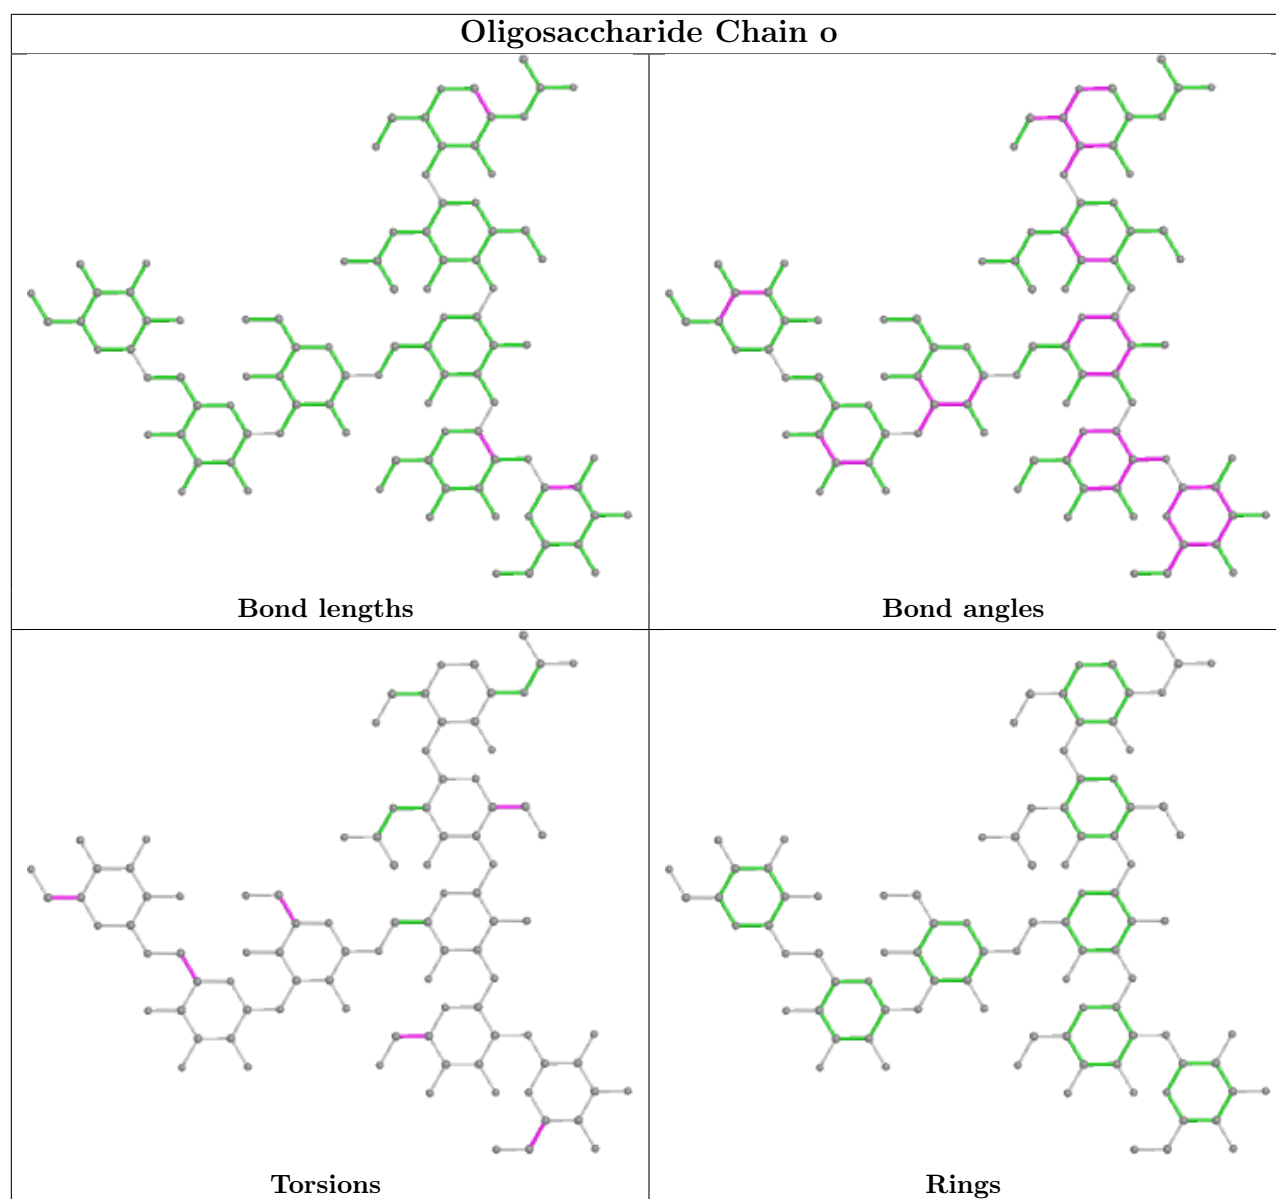 Oligosaccharide Chain o
Bond lengths
Bond angles
Torsions
Rings